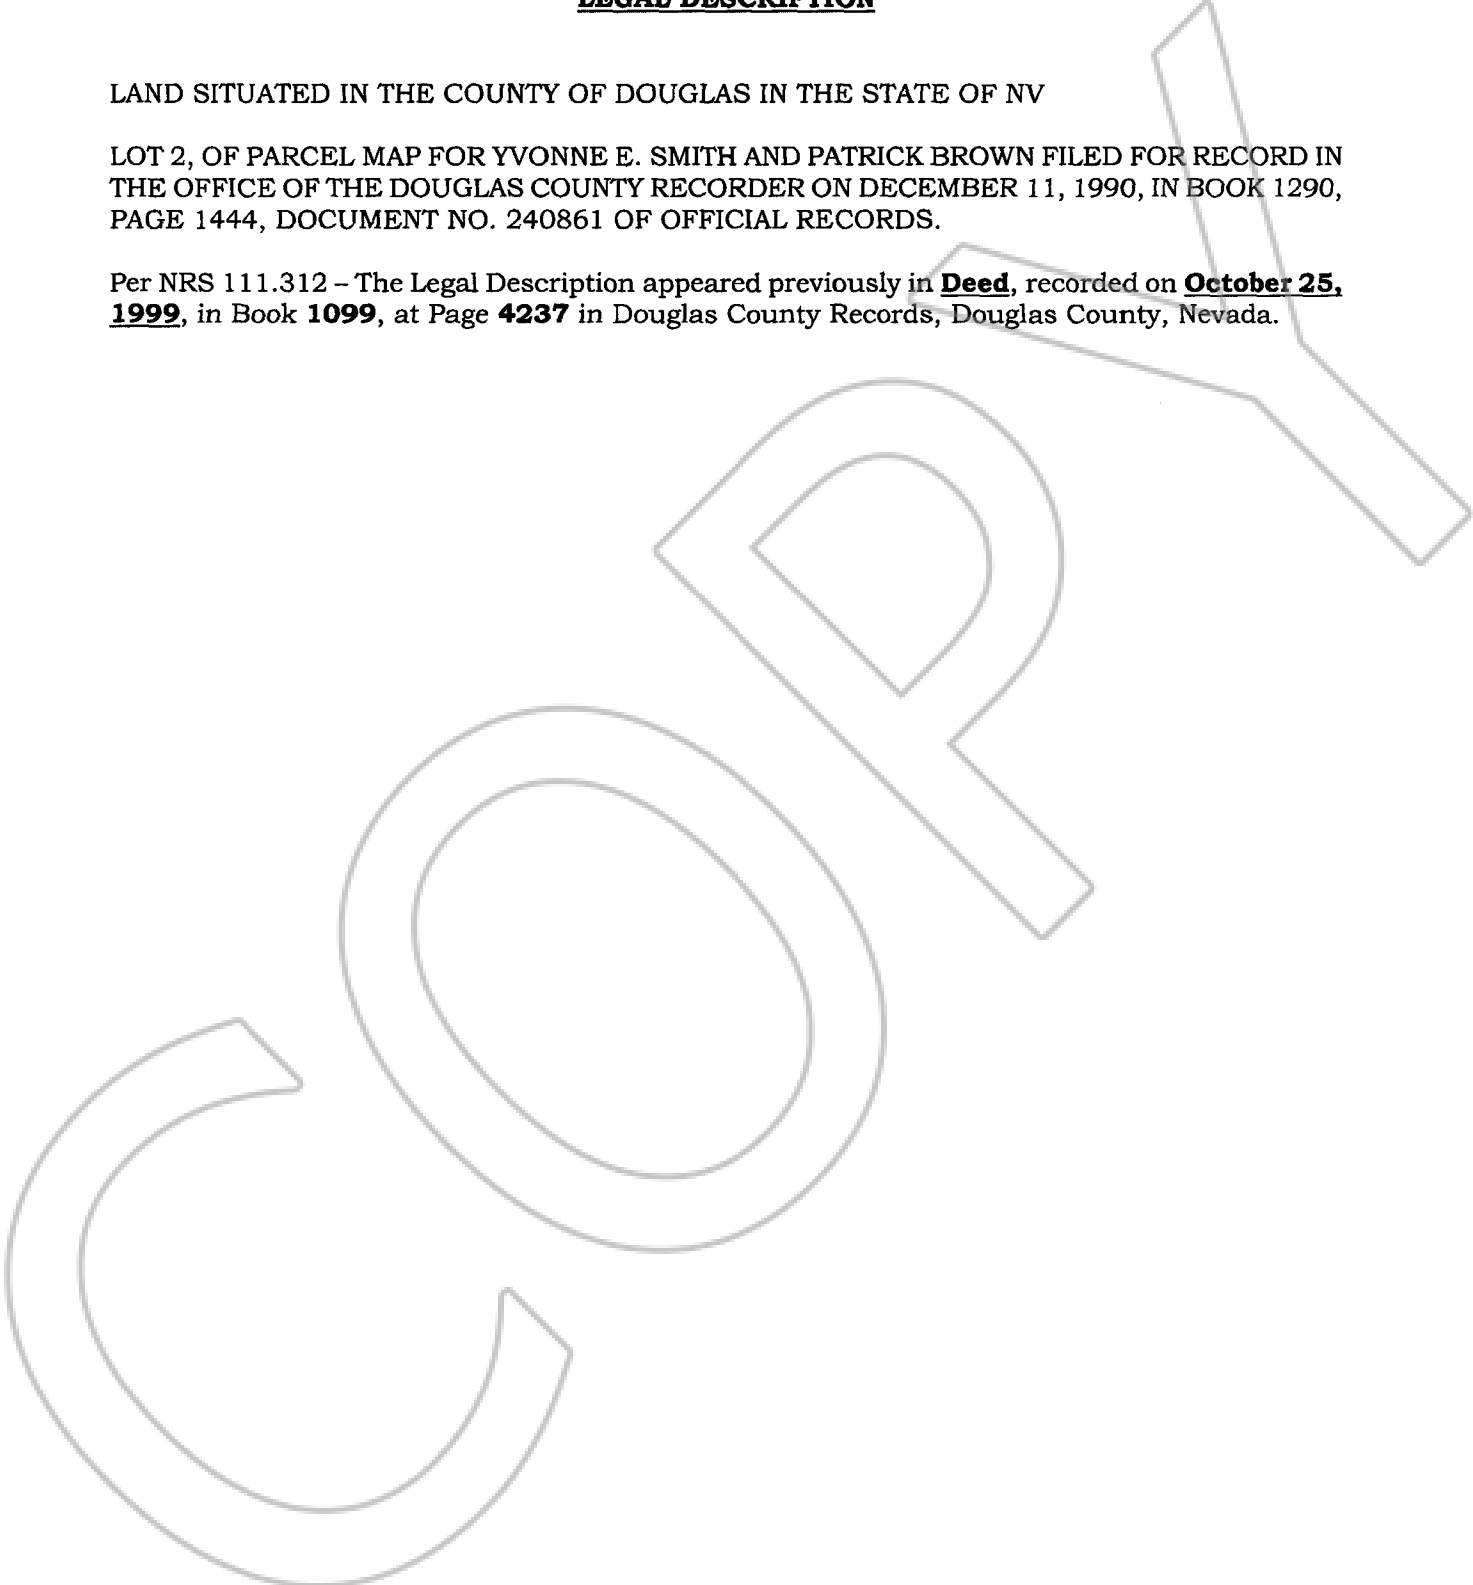 LEGAL DESCRIPTION
LAND SITUATED IN THE COUNTY OF DOUGLAS IN THE STATE OF NV
LOT 2, OF PARCEL MAP FOR YVONNE E. SMITH AND PATRICK BROWN FILED FOR RECORD IN
THE OFFICE OF THE DOUGLAS COUNTY RECORDER ON DECEMBER 11, 1990, IN BOOK 1290,
PAGE 1444, DOCUMENT NO. 240861 OF OFFICIAL RECORDS.
Per NRS 111.312 – The Legal Description appeared previously in Deed, recorded on October 25,
1999, in Book 1099, at Page 4237 in Douglas County Records, Douglas County, Nevada.
COPY